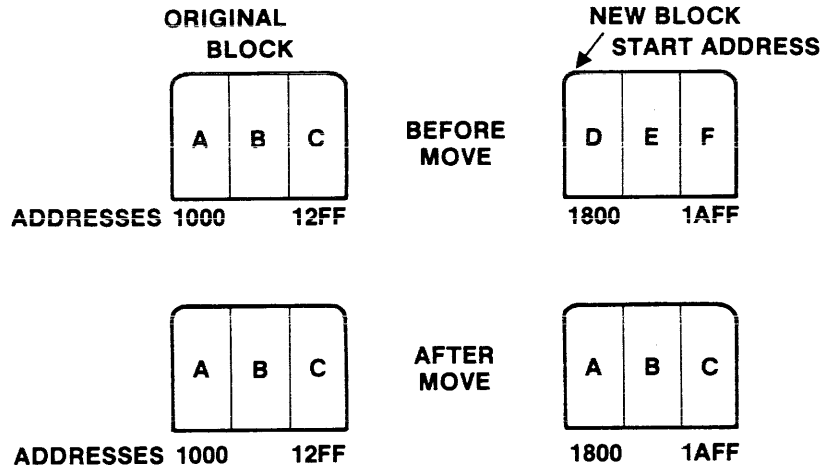 ORIGINAL
BLOCK
NEW BLOCK
START ADDRESS
A B C
BEFORE
MOVE
D E F
ADDRESSES 1000 12FF
1800 1AFF
A B C
AFTER
MOVE
A B C
ADDRESSES 1000 12FF
1800 1AFF